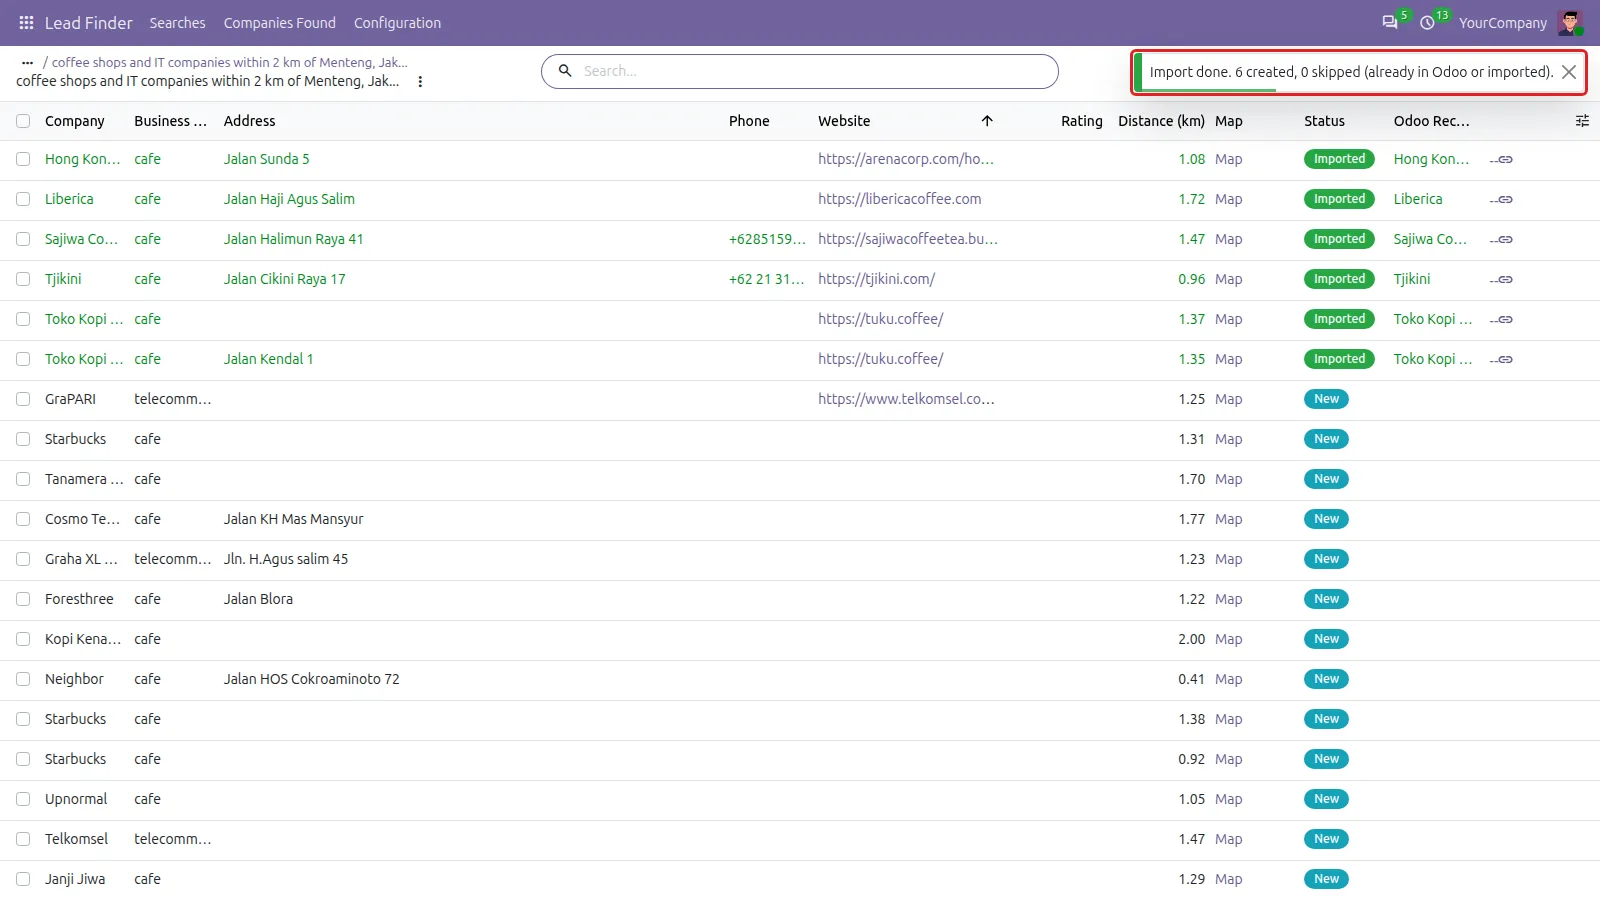 Lead Finder Searches Companies Found Configuration 5 13 YourCompany
... / coffee shops and IT companies within 2 km of Menteng, Jak...
coffee shops and IT companies within 2 km of Menteng, Jak...
Search...
Import done. 6 created, 0 skipped (already in Odoo or imported).
Company Business ... Address Phone Website Rating Distance (km) Map Status Odoo Rec...
Hong Kon... cafe Jalan Sunda 5 https://arenacorp.com/ho... 1.08 Map Imported Hong Kon...
Liberica cafe Jalan Haji Agus Salim https://libericacoffee.com 1.72 Map Imported Liberica
Sajiwa Co... cafe Jalan Halimun Raya 41 +6285159... https://sajiwacoffeetea.bu... 1.47 Map Imported Sajiwa Co...
Tjikini cafe Jalan Cikini Raya 17 +62 21 31... https://tjikini.com/ 0.96 Map Imported Tjikini
Toko Kopi ... cafe https://tuku.coffee/ 1.37 Map Imported Toko Kopi ...
Toko Kopi ... cafe Jalan Kendal 1 https://tuku.coffee/ 1.35 Map Imported Toko Kopi ...
GraPARI telecomm... https://www.telkomsel.co... 1.25 Map New
Starbucks cafe 1.31 Map New
Tanamera ... cafe 1.70 Map New
Cosmo Te... cafe Jalan KH Mas Mansyur 1.77 Map New
Graha XL ... telecomm... Jln. H.Agus salim 45 1.23 Map New
Foresthree cafe Jalan Blora 1.22 Map New
Kopi Kena... cafe 2.00 Map New
Neighbor cafe Jalan HOS Cokroaminoto 72 0.41 Map New
Starbucks cafe 1.38 Map New
Starbucks cafe 0.92 Map New
Upnormal cafe 1.05 Map New
Telkomsel telecomm... 1.47 Map New
Janji Jiwa cafe 1.29 Map New